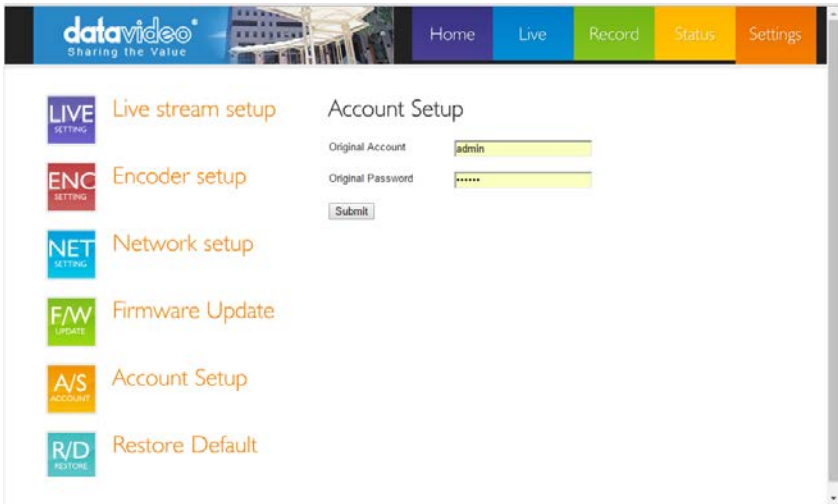 datavideo®
Sharing the Value
Home Live Record Status Settings
LIVE
SETTING
Live stream setup
ENC
SETTING
Encoder setup
NET
SETTING
Network setup
F/W
UPDATE
Firmware Update
A/S
ACCOUNT
Account Setup
R/D
RESTORE
Restore Default
Account Setup
Original Account admin
Original Password ••••••
Submit